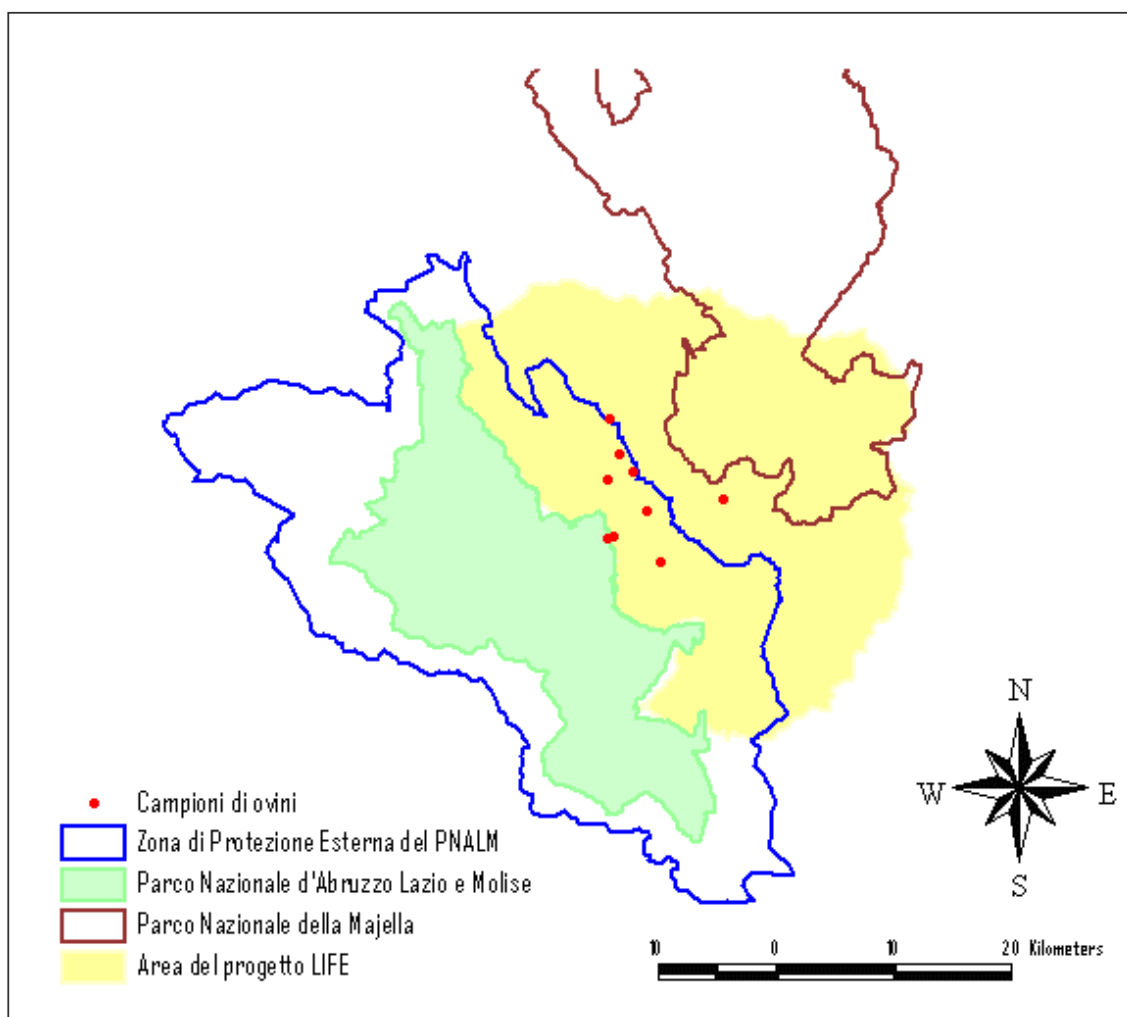 N
W E
S
Campioni di ovini
Zona di Protezione Esterna del PNALM
Parco Nazionale d'Abruzzo Lazio e Molise
Parco Nazionale della Majella
Area del progetto LIFE
10 0 10 20 Kilometers